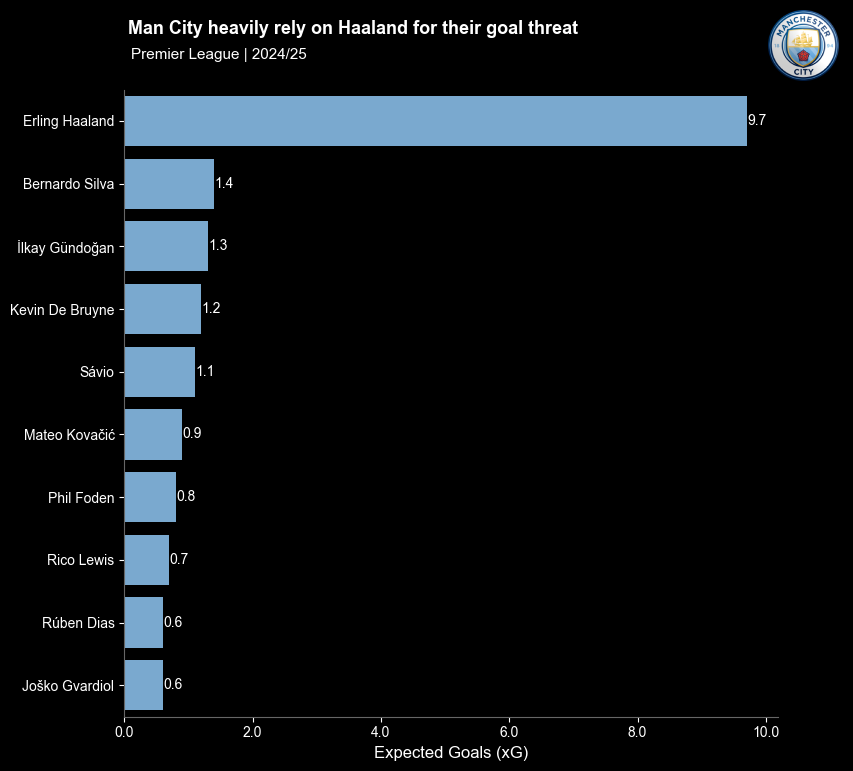 Man City heavily rely on Haaland for their goal threat
Premier League | 2024/25
MANCHESTER
CITY
Erling Haaland 9.7
Bernardo Silva 1.4
İlkay Gündoğan 1.3
Kevin De Bruyne 1.2
Sávio 1.1
Mateo Kovačić 0.9
Phil Foden 0.8
Rico Lewis 0.7
Rúben Dias 0.6
Joško Gvardiol 0.6
0.0 2.0 4.0 6.0 8.0 10.0
Expected Goals (xG)